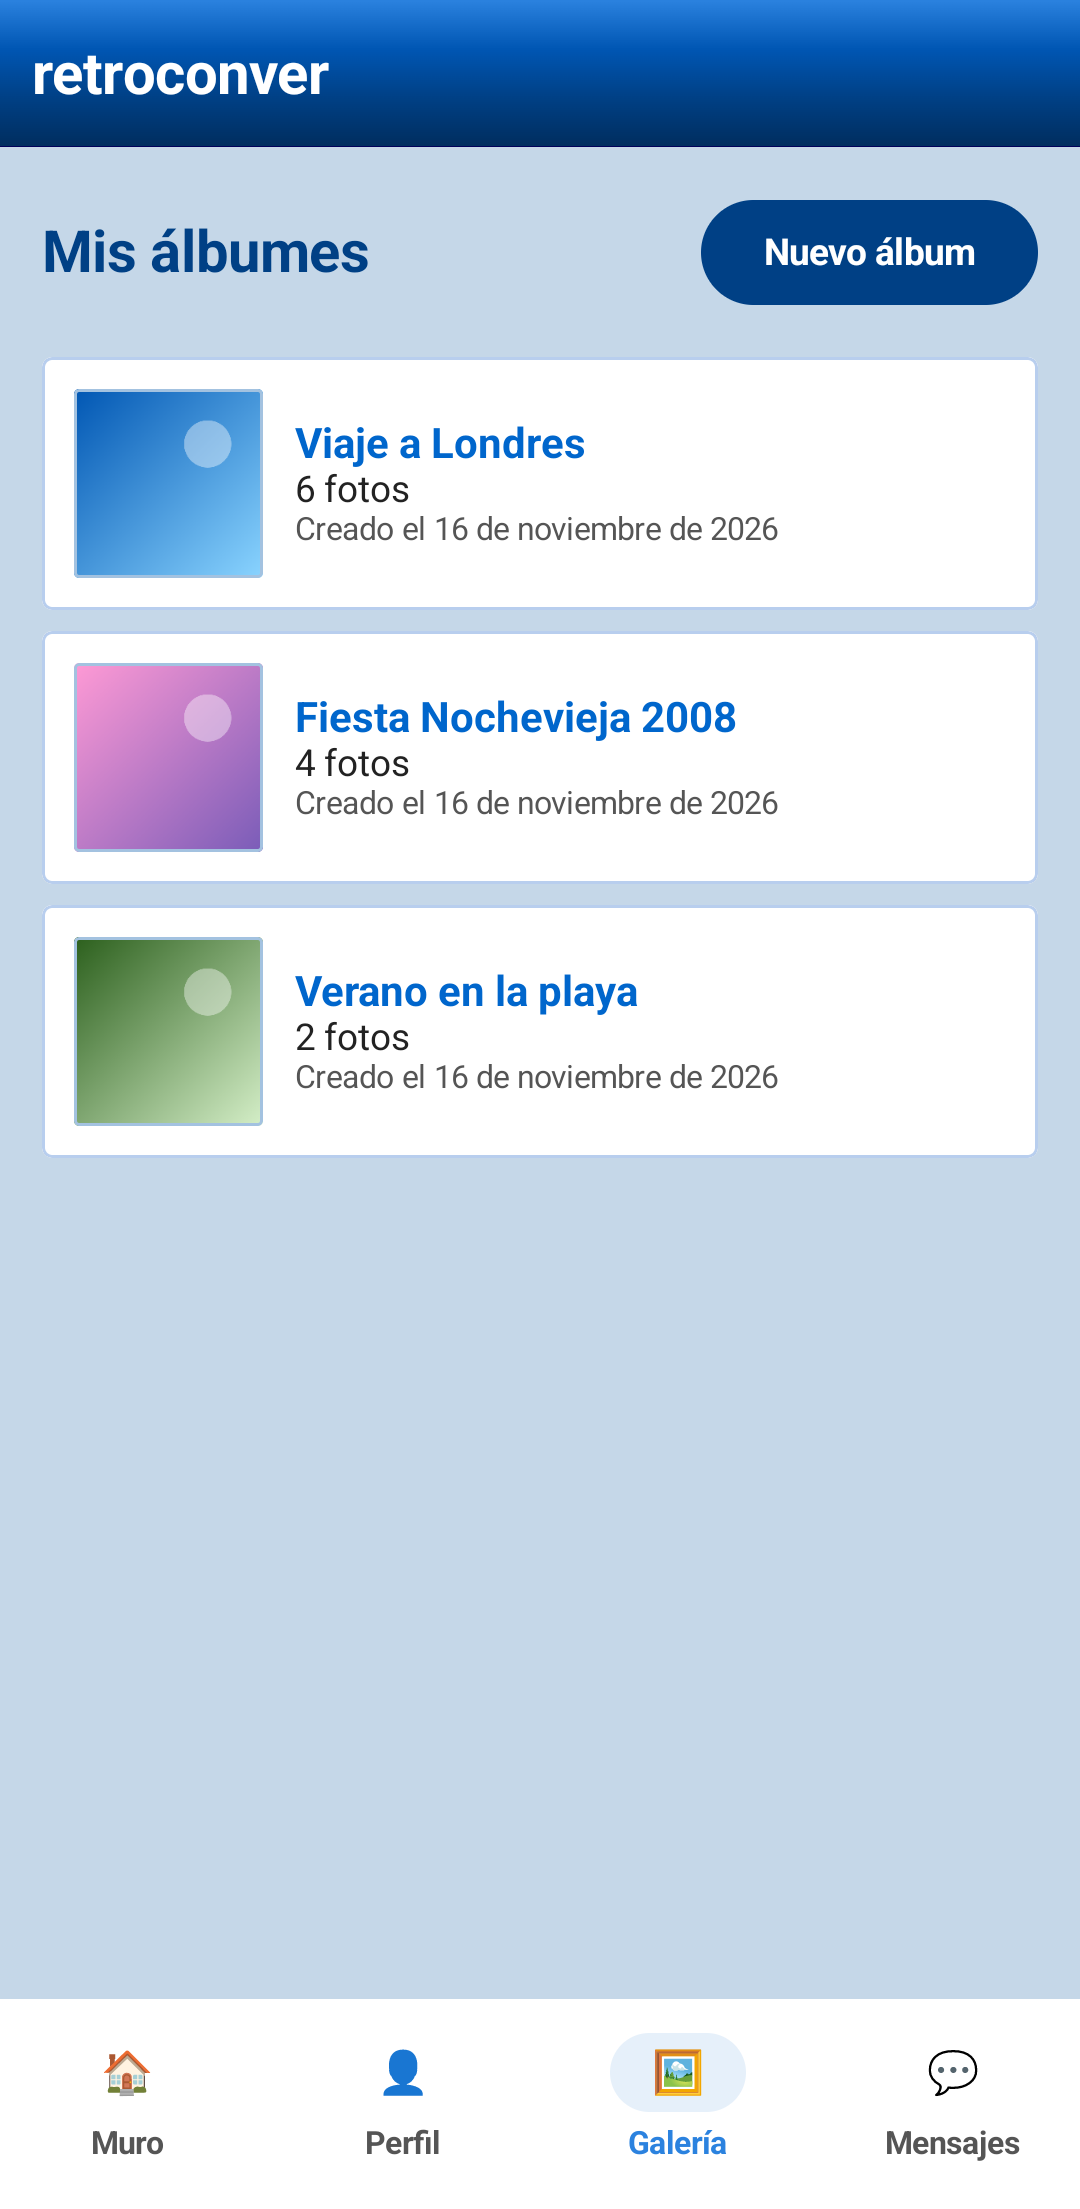 retroconver
Mis álbumes
Nuevo álbum
Viaje a Londres
6 fotos
Creado el 16 de noviembre de 2026
Fiesta Nochevieja 2008
4 fotos
Creado el 16 de noviembre de 2026
Verano en la playa
2 fotos
Creado el 16 de noviembre de 2026
Muro
Perfil
Galería
Mensajes